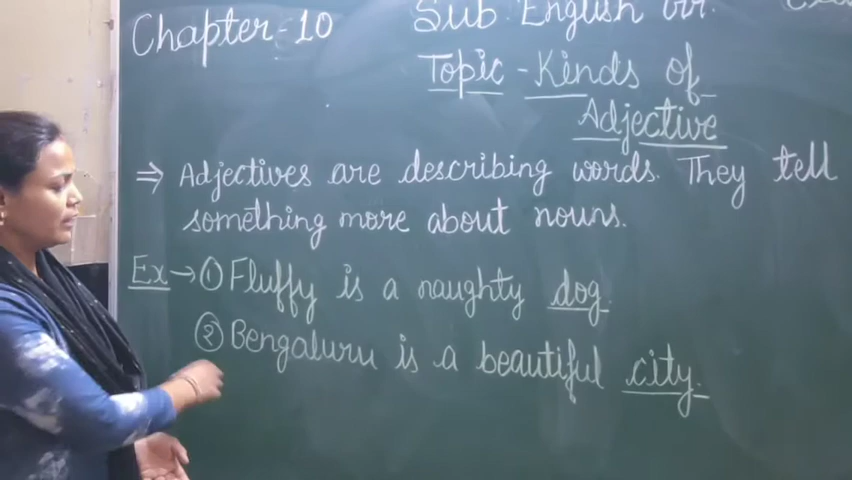 Chapter-10
Sub. English
Topic - Kinds of
Adjective
⇒ Adjectives are describing words. They tell
something more about nouns.
Ex → ① Fluffy is a naughty dog.
② Bengaluru is a beautiful city.